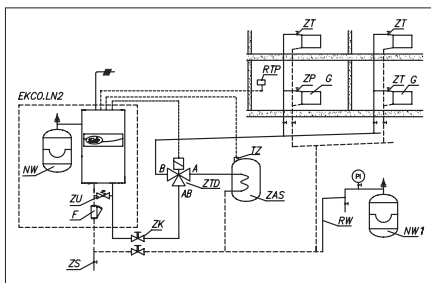 ZT ZT
RTP
ZP G ZT G
EKCO.LN2
NW
TZ
B A
ZU
ZTD
AB
F
ZAS
PI
ZK
RW
NW1
ZS